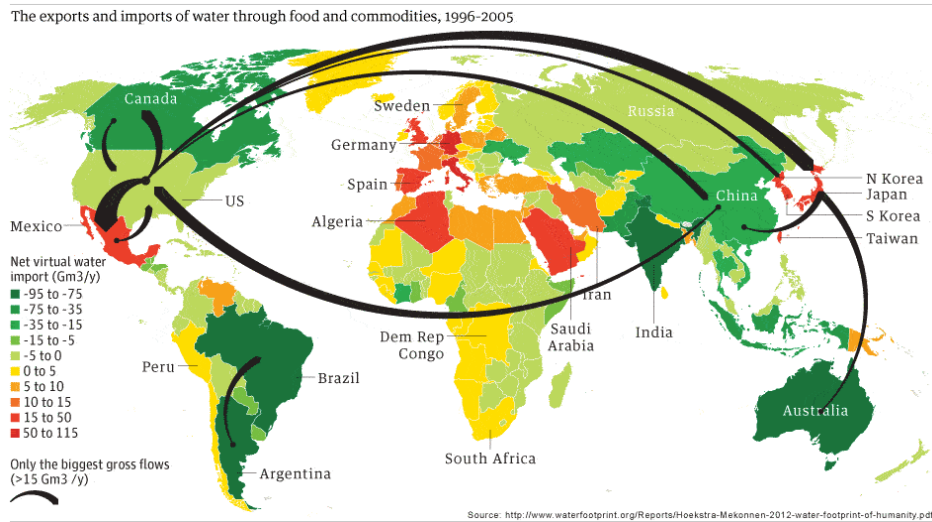 The exports and imports of water through food and commodities, 1996-2005
Canada
Sweden
Russia
Germany
N Korea
Spain
China
US
Japan
S Korea
Algeria
Mexico
Taiwan
Net virtual water
import (Gm3/y)
-95 to -75
-75 to -35
-35 to -15
-15 to -5
-5 to 0
0 to 5
5 to 10
10 to 15
15 to 50
50 to 115
Iran
Saudi
Arabia
India
Dem Rep
Congo
Peru
Brazil
Australia
South Africa
Argentina
Only the biggest gross flows
(>15 Gm3 /y)
Source: http://www.waterfootprint.org/Reports/Hoekstra-Mekonnen-2012-water-footprint-of-humanity.pdf